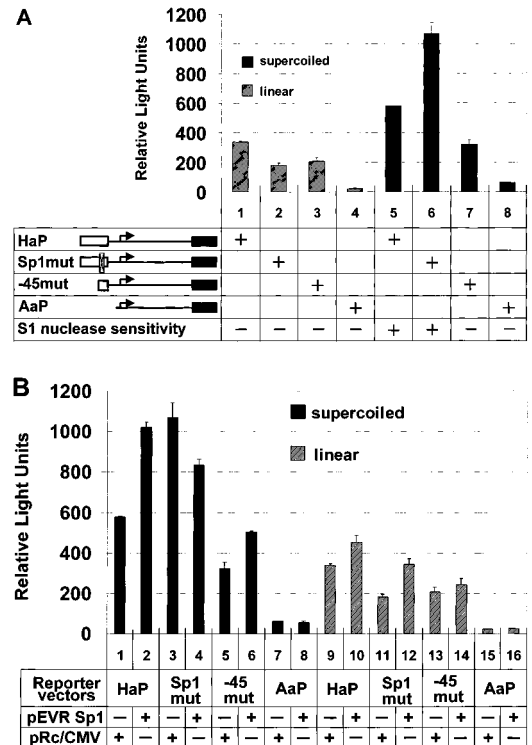 A
Relative Light Units
1200
1000
800
600
400
200
0
supercoiled
linear
1 2 3 4 5 6 7 8
HaP + +
Sp1mut + +
-45mut + +
AaP + +
S1 nuclease sensitivity − − − − + + − −
B
Relative Light Units
1200
1000
800
600
400
200
0
supercoiled
linear
1 2 3 4 5 6 7 8 9 10 11 12 13 14 15 16
Reporter vectors HaP Sp1 mut -45 mut AaP HaP Sp1 mut -45 mut AaP
pEVR Sp1 − + − + − + − + − + − + − + − +
pRc/CMV + − + − + − + − + − + − + − + −